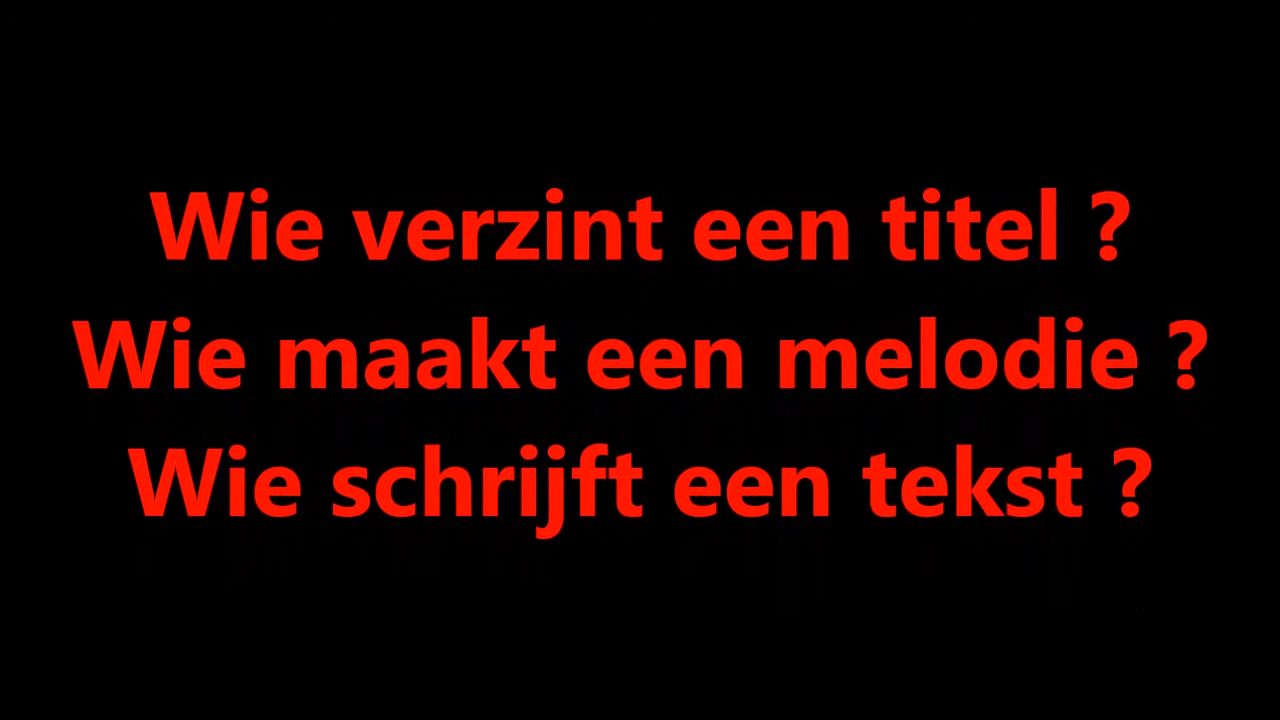 Wie verzint een titel ?
Wie maakt een melodie ?
Wie schrijft een tekst ?